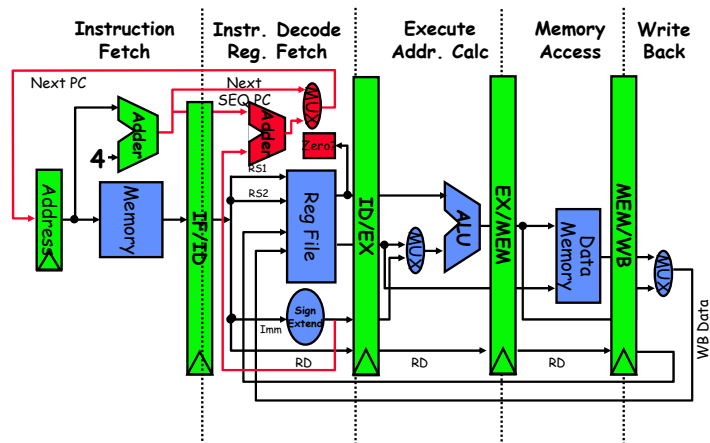 Instruction
Fetch
Instr. Decode
Reg. Fetch
Execute
Addr. Calc
Memory
Access
Write
Back
Next PC
Next
SEQ PC
MUX
Adder
Adder
4
Zero?
RS1
RS2
Address
Memory
IF/ID
Reg File
ID/EX
MUX
ALU
EX/MEM
Data
Memory
MEM/WB
MUX
Sign
Extend
Imm
RD
RD
RD
WB Data